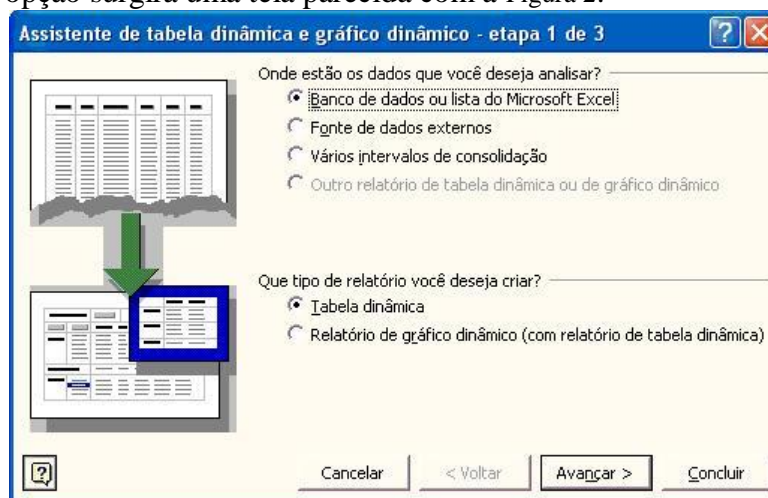 opção surgirá uma tela parecida com a Figura 2.
Assistente de tabela dinâmica e gráfico dinâmico - etapa 1 de 3
Onde estão os dados que você deseja analisar?
Banco de dados ou lista do Microsoft Excel
Fonte de dados externos
Vários intervalos de consolidação
Outro relatório de tabela dinâmica ou de gráfico dinâmico
Que tipo de relatório você deseja criar?
Tabela dinâmica
Relatório de gráfico dinâmico (com relatório de tabela dinâmica)
Cancelar < Voltar Avançar > Concluir